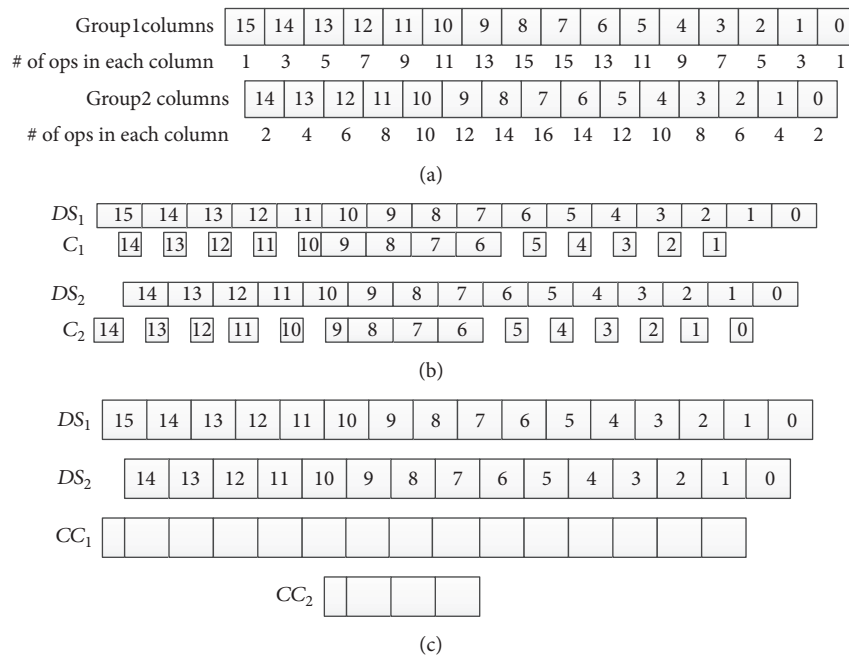 Group1columns 15 14 13 12 11 10 9 8 7 6 5 4 3 2 1 0
# of ops in each column 1 3 5 7 9 11 13 15 15 13 11 9 7 5 3 1
Group2 columns 14 13 12 11 10 9 8 7 6 5 4 3 2 1 0
# of ops in each column 2 4 6 8 10 12 14 16 14 12 10 8 6 4 2
(a)
DS1 15 14 13 12 11 10 9 8 7 6 5 4 3 2 1 0
C1 14 13 12 11 10 9 8 7 6 5 4 3 2 1
DS2 14 13 12 11 10 9 8 7 6 5 4 3 2 1 0
C2 14 13 12 11 10 9 8 7 6 5 4 3 2 1 0
(b)
DS1 15 14 13 12 11 10 9 8 7 6 5 4 3 2 1 0
DS2 14 13 12 11 10 9 8 7 6 5 4 3 2 1 0
CC1
CC2
(c)